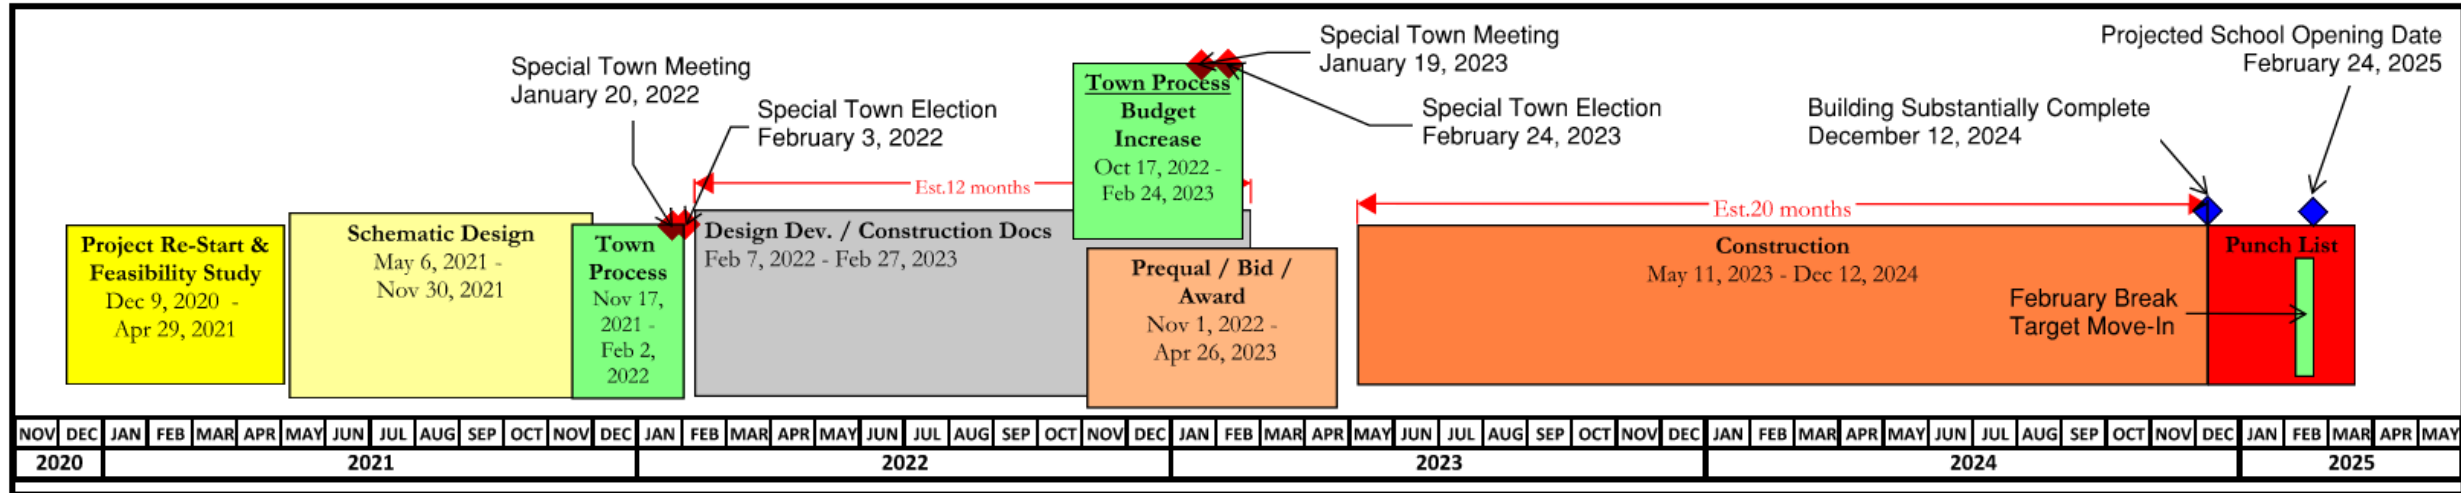 Special Town Meeting
January 20, 2022
Special Town Election
February 3, 2022
Special Town Meeting
January 19, 2023
Special Town Election
February 24, 2023
Projected School Opening Date
February 24, 2025
Building Substantially Complete
December 12, 2024
Project Re-Start &
Feasibility Study
Dec 9, 2020 -
Apr 29, 2021
Schematic Design
May 6, 2021 -
Nov 30, 2021
Town
Process
Nov 17,
2021 -
Feb 2,
2022
Est.12 months
Design Dev. / Construction Docs
Feb 7, 2022 - Feb 27, 2023
Town Process
Budget
Increase
Oct 17, 2022 -
Feb 24, 2023
Prequal / Bid /
Award
Nov 1, 2022 -
Apr 26, 2023
Est.20 months
Construction
May 11, 2023 - Dec 12, 2024
Punch List
February Break
Target Move-In
NOV DEC JAN FEB MAR APR MAY JUN JUL AUG SEP OCT NOV DEC JAN FEB MAR APR MAY JUN JUL AUG SEP OCT NOV DEC JAN FEB MAR APR MAY JUN JUL AUG SEP OCT NOV DEC JAN FEB MAR APR MAY JUN JUL AUG SEP OCT NOV DEC JAN FEB MAR APR MAY
2020 2021 2022 2023 2024 2025